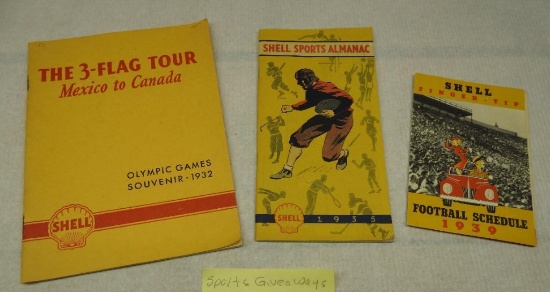 THE 3-FLAG TOUR
Mexico to Canada
OLYMPIC GAMES
SOUVENIR - 1932
SHELL
SHELL SPORTS ALMANAC
SHELL
1935
SHELL
FINGER-TIP
FOOTBALL SCHEDULE
1939
Sports Giveaways